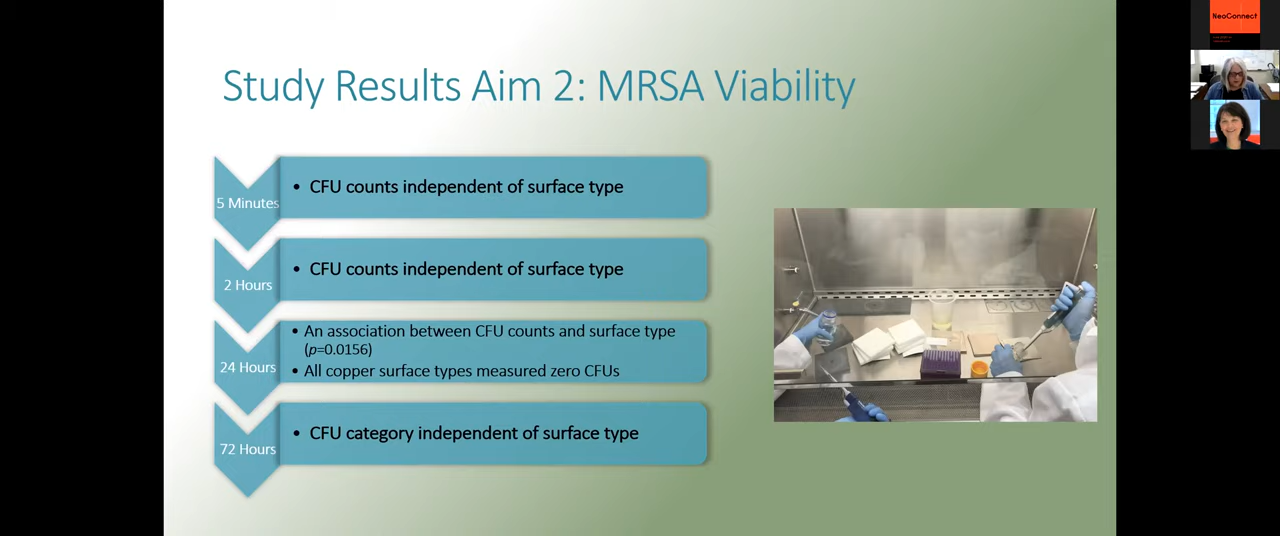 Study Results Aim 2: MRSA Viability
5 Minutes
• CFU counts independent of surface type
2 Hours
• CFU counts independent of surface type
24 Hours
• An association between CFU counts and surface type
(p=0.0156)
• All copper surface types measured zero CFUs
72 Hours
• CFU category independent of surface type
NeoConnect